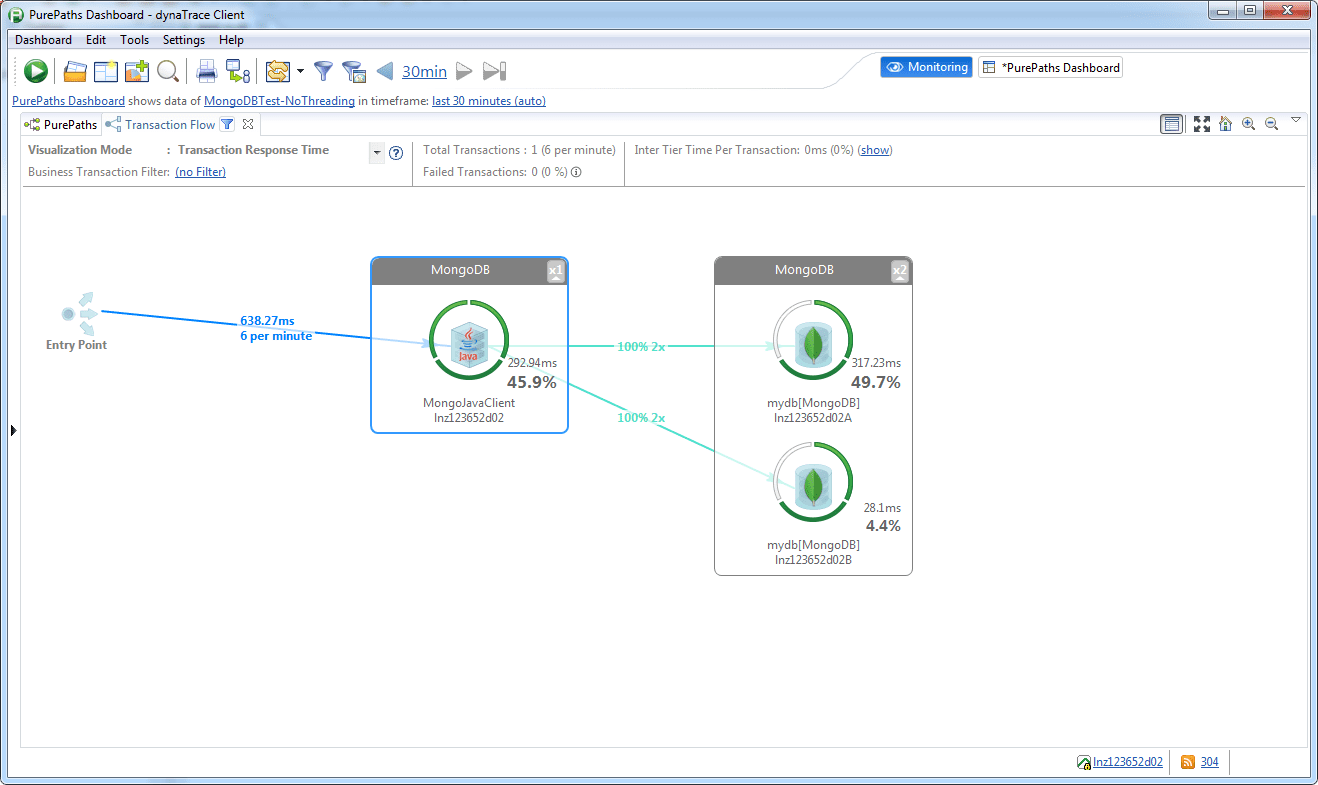 PurePaths Dashboard - dynaTrace Client
Dashboard Edit Tools Settings Help
30min
Monitoring *PurePaths Dashboard
PurePaths Dashboard shows data of MongoDBTest-NoThreading in timeframe: last 30 minutes (auto)
PurePaths Transaction Flow
Visualization Mode : Transaction Response Time ?
Business Transaction Filter: (no Filter)
Total Transactions : 1 (6 per minute)
Failed Transactions: 0 (0 %)
Inter Tier Time Per Transaction: 0ms (0%) (show)
Entry Point
638.27ms
6 per minute
MongoDB x1
Java
292.94ms
45.9%
MongoJavaClient
lnz123652d02
100% 2x
100% 2x
MongoDB x2
317.23ms
49.7%
mydb[MongoDB]
lnz123652d02A
28.1ms
4.4%
mydb[MongoDB]
lnz123652d02B
lnz123652d02 304